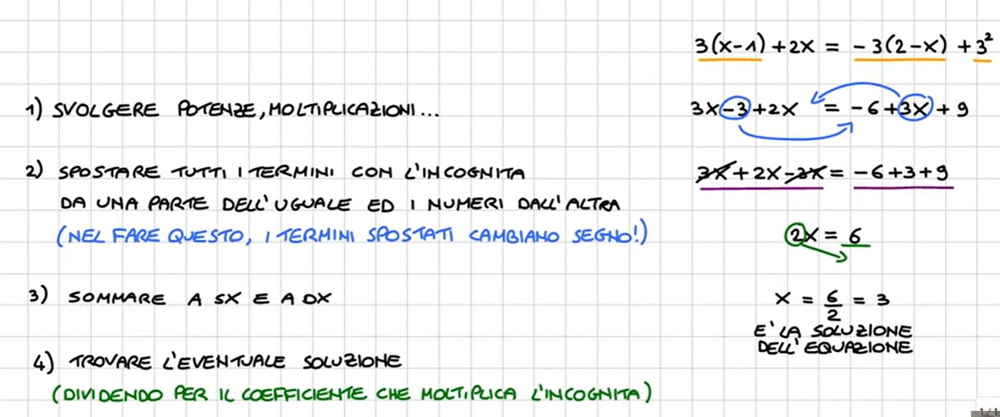 3(x-1)+2x = -3(2-x)+3²
1) SVOLGERE POTENZE, MOLTIPLICAZIONI...
3x-3+2x = -6+3x+9
2) SPOSTARE TUTTI I TERMINI CON L'INCOGNITA
3x+2x-3x = -6+3+9
DA UNA PARTE DELL'UGUALE ED I NUMERI DALL'ALTRA
(NEL FARE QUESTO, I TERMINI SPOSTATI CAMBIANO SEGNO!)
2x = 6
3) SOMMARE A SX E A DX
x = 6/2 = 3
E' LA SOLUZIONE
DELL'EQUAZIONE
4) TROVARE L'EVENTUALE SOLUZIONE
(DIVIDENDO PER IL COEFFICIENTE CHE MOLTIPLICA L'INCOGNITA)